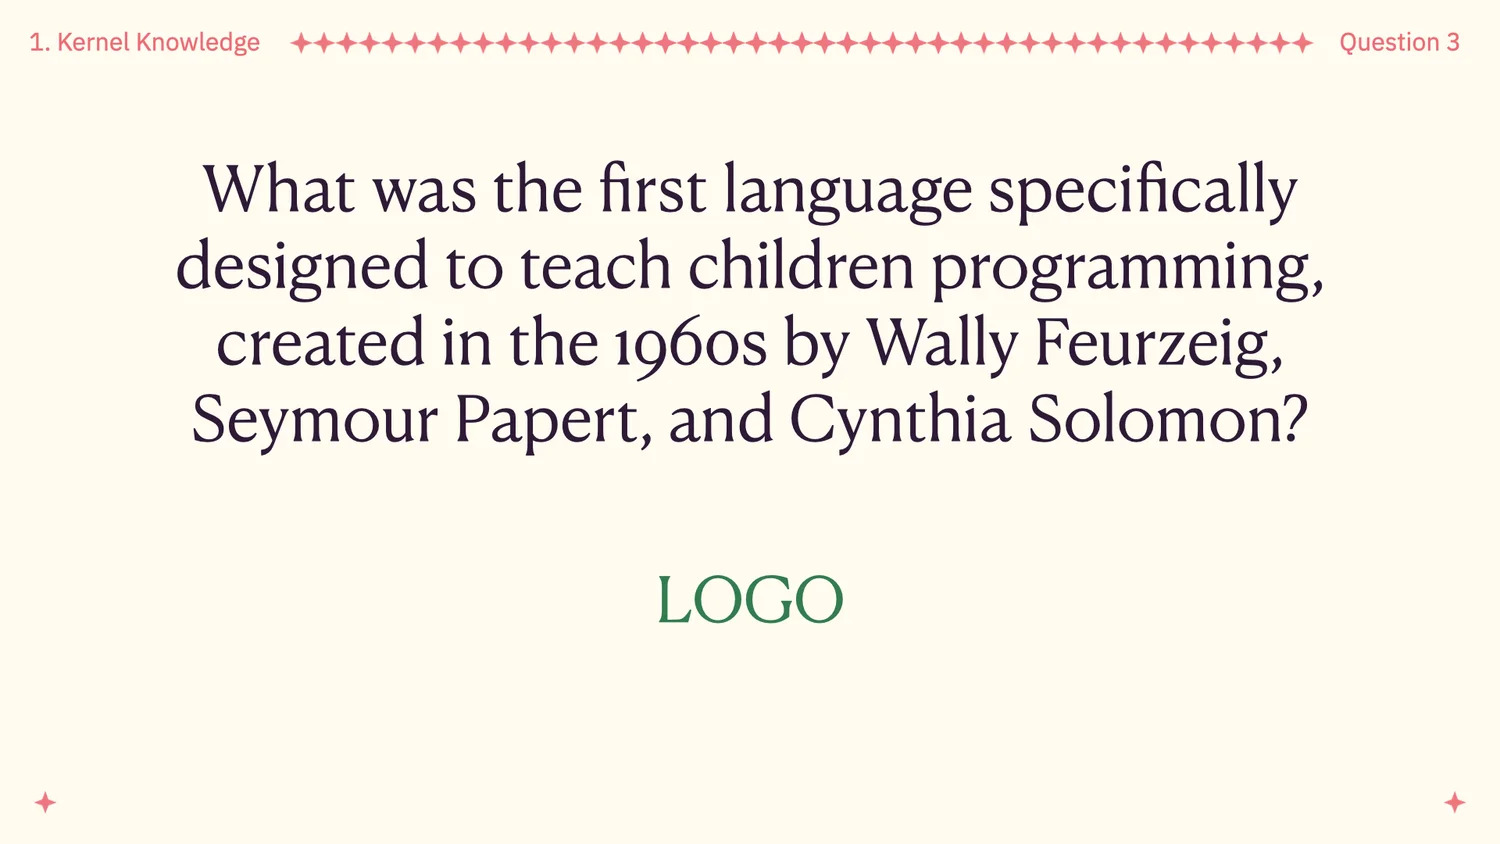 1. Kernel Knowledge
Question 3
What was the first language specifically
designed to teach children programming,
created in the 1960s by Wally Feurzeig,
Seymour Papert, and Cynthia Solomon?
LOGO